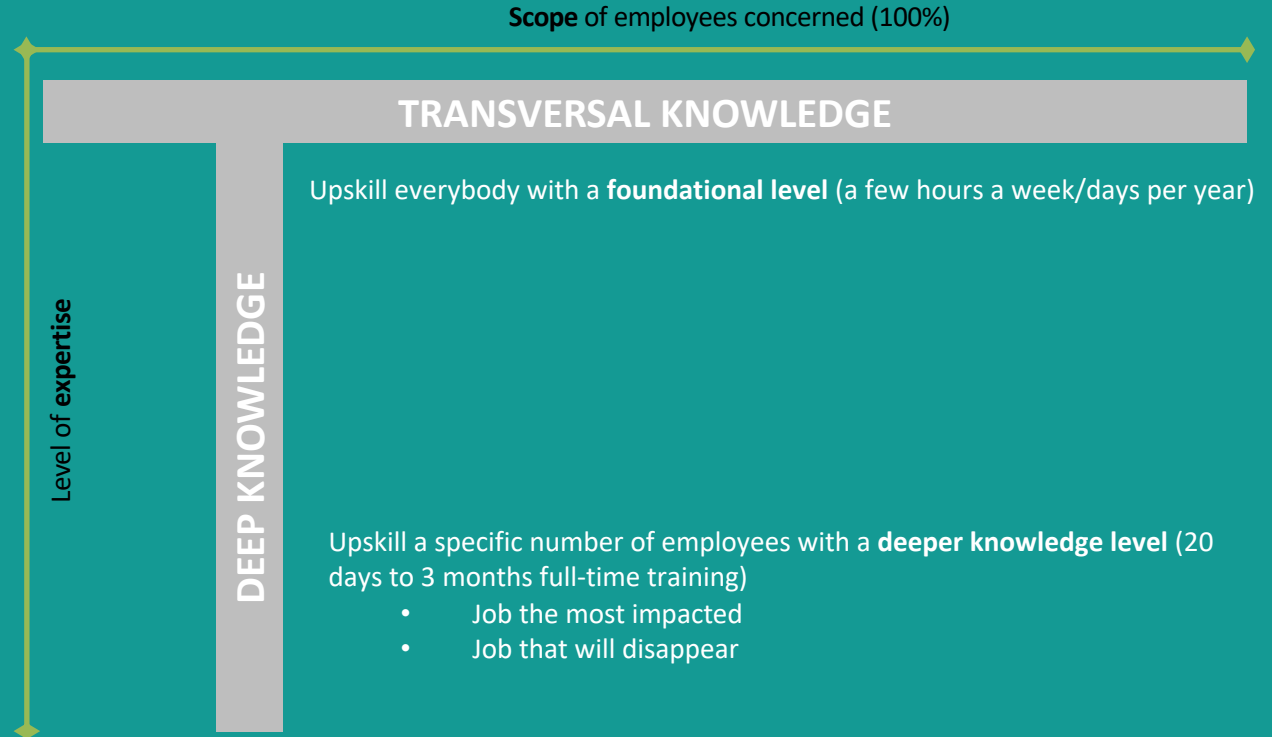 Scope of employees concerned (100%)
TRANSVERSAL KNOWLEDGE
Upskill everybody with a foundational level (a few hours a week/days per year)
Level of expertise
DEEP KNOWLEDGE
Upskill a specific number of employees with a deeper knowledge level (20
days to 3 months full-time training)
• Job the most impacted
• Job that will disappear